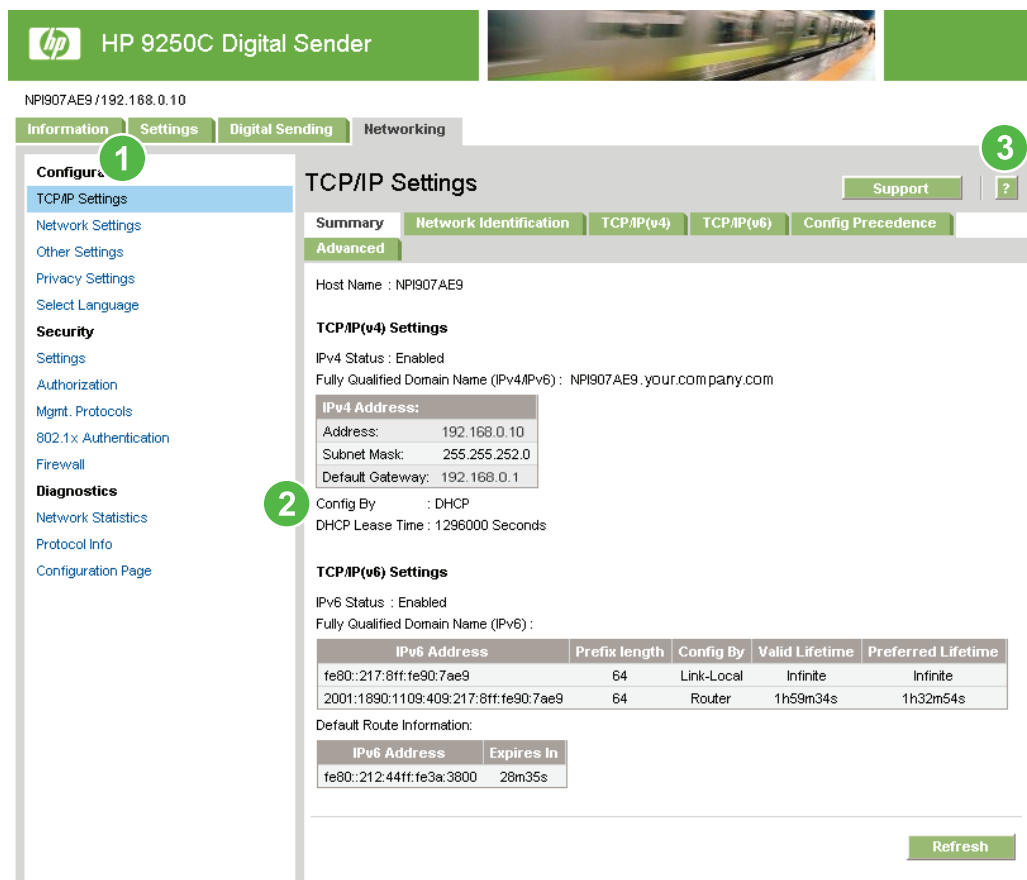 hp HP 9250C Digital Sender
NPI907AE9 / 192.168.0.10
Information Settings Digital Sending Networking
1
3
TCP/IP Settings
Support ?
TCP/IP Settings
Network Settings
Other Settings
Privacy Settings
Select Language
Security
Settings
Authorization
Mgmt. Protocols
802.1x Authentication
Firewall
Diagnostics
Network Statistics
Protocol Info
Configuration Page
Summary Network Identification TCP/IP(v4) TCP/IP(v6) Config Precedence
Advanced
Host Name : NPI907AE9
TCP/IP(v4) Settings
IPv4 Status : Enabled
Fully Qualified Domain Name (IPv4/IPv6) : NPI907AE9.your.company.com
IPv4 Address:
Address: 192.168.0.10
Subnet Mask: 255.255.252.0
Default Gateway: 192.168.0.1
2
Config By : DHCP
DHCP Lease Time : 1296000 Seconds
TCP/IP(v6) Settings
IPv6 Status : Enabled
Fully Qualified Domain Name (IPv6) :
IPv6 Address Prefix length Config By Valid Lifetime Preferred Lifetime
fe80::217:8ff:fe90:7ae9 64 Link-Local Infinite Infinite
2001:1890:1109:409:217:8ff:fe90:7ae9 64 Router 1h59m34s 1h32m54s
Default Route Information:
IPv6 Address Expires In
fe80::212:44ff:fe3a:3800 28m35s
Refresh